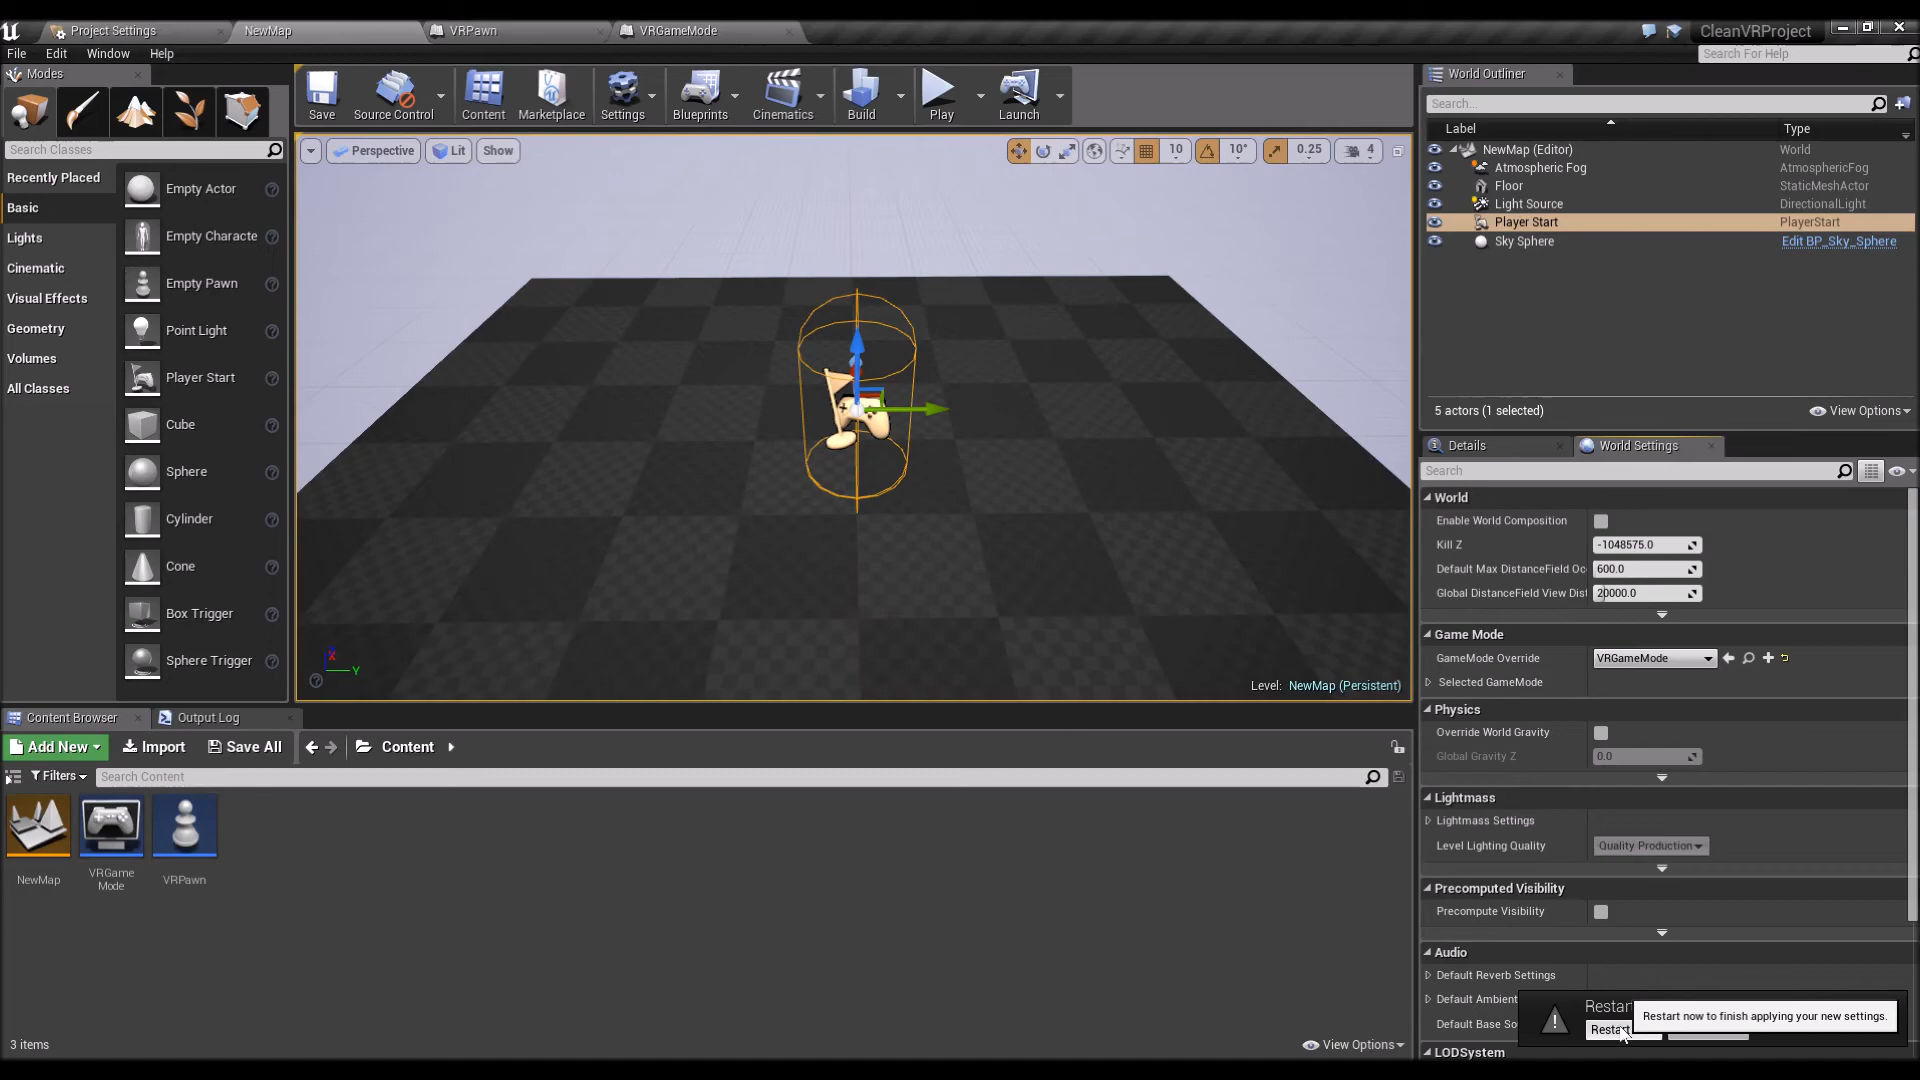 Project Settings
NewMap
VRPawn
VRGameMode
CleanVRProject
File Edit Window Help
Search For Help
Modes
Save
Source Control
Content
Marketplace
Settings
Blueprints
Cinematics
Build
Play
Launch
World Outliner
Search...
Label Type
Search Classes
Perspective
Lit
Show
10
10°
0.25
4
NewMap (Editor) World
Atmospheric Fog AtmosphericFog
Floor StaticMeshActor
Light Source DirectionalLight
Player Start PlayerStart
Sky Sphere Edit BP_Sky_Sphere
Recently Placed
Basic
Lights
Cinematic
Visual Effects
Geometry
Volumes
All Classes
Empty Actor
Empty Characte
Empty Pawn
Point Light
Player Start
Cube
Sphere
Cylinder
Cone
Box Trigger
Sphere Trigger
X
Y
Level: NewMap (Persistent)
5 actors (1 selected)
View Options
Details
World Settings
Search
World
Enable World Composition
Kill Z -1048575.0
Default Max DistanceField Oc 600.0
Global DistanceField View Dist 20000.0
Game Mode
GameMode Override VRGameMode
Selected GameMode
Physics
Override World Gravity
Global Gravity Z 0.0
Lightmass
Lightmass Settings
Level Lighting Quality Quality Production
Precomputed Visibility
Precompute Visibility
Audio
Default Reverb Settings
Default Ambient
Default Base So
LODSystem
Content Browser
Output Log
Add New
Import
Save All
Content
Filters
Search Content
NewMap
VRGame
Mode
VRPawn
3 items
View Options
Restart now to finish applying your new settings.